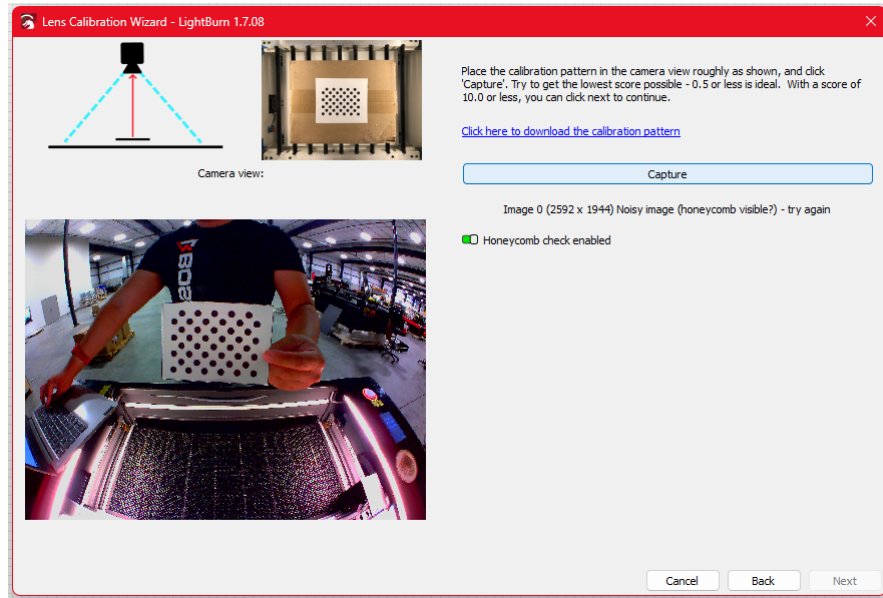 Lens Calibration Wizard - LightBurn 1.7.08
Place the calibration pattern in the camera view roughly as shown, and click
'Capture'. Try to get the lowest score possible - 0.5 or less is ideal. With a score of
10.0 or less, you can click next to continue.
Click here to download the calibration pattern
Camera view:
Capture
Image 0 (2592 x 1944) Noisy image (honeycomb visible?) - try again
Honeycomb check enabled
Cancel
Back
Next